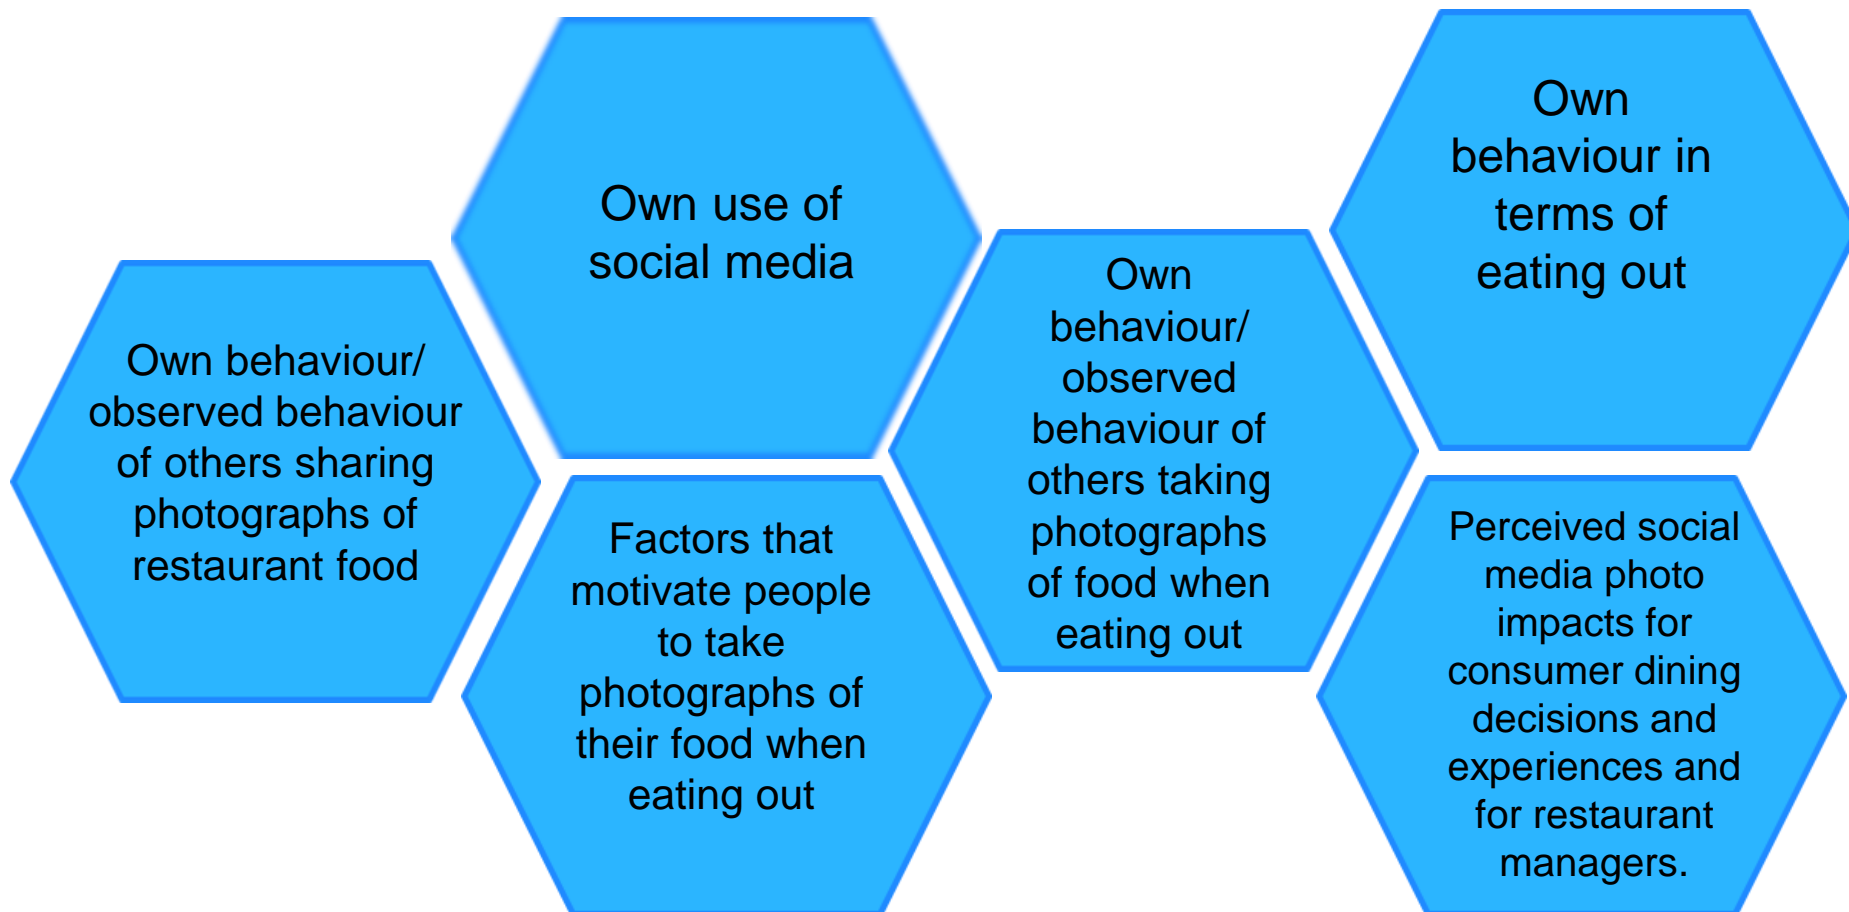 Own use of
social media
Own
behaviour in
terms of
eating out
Own behaviour/
observed behaviour
of others sharing
photographs of
restaurant food
Own
behaviour/
observed
behaviour of
others taking
photographs
of food when
eating out
Factors that
motivate people
to take
photographs of
their food when
eating out
Perceived social
media photo
impacts for
consumer dining
decisions and
experiences and
for restaurant
managers.